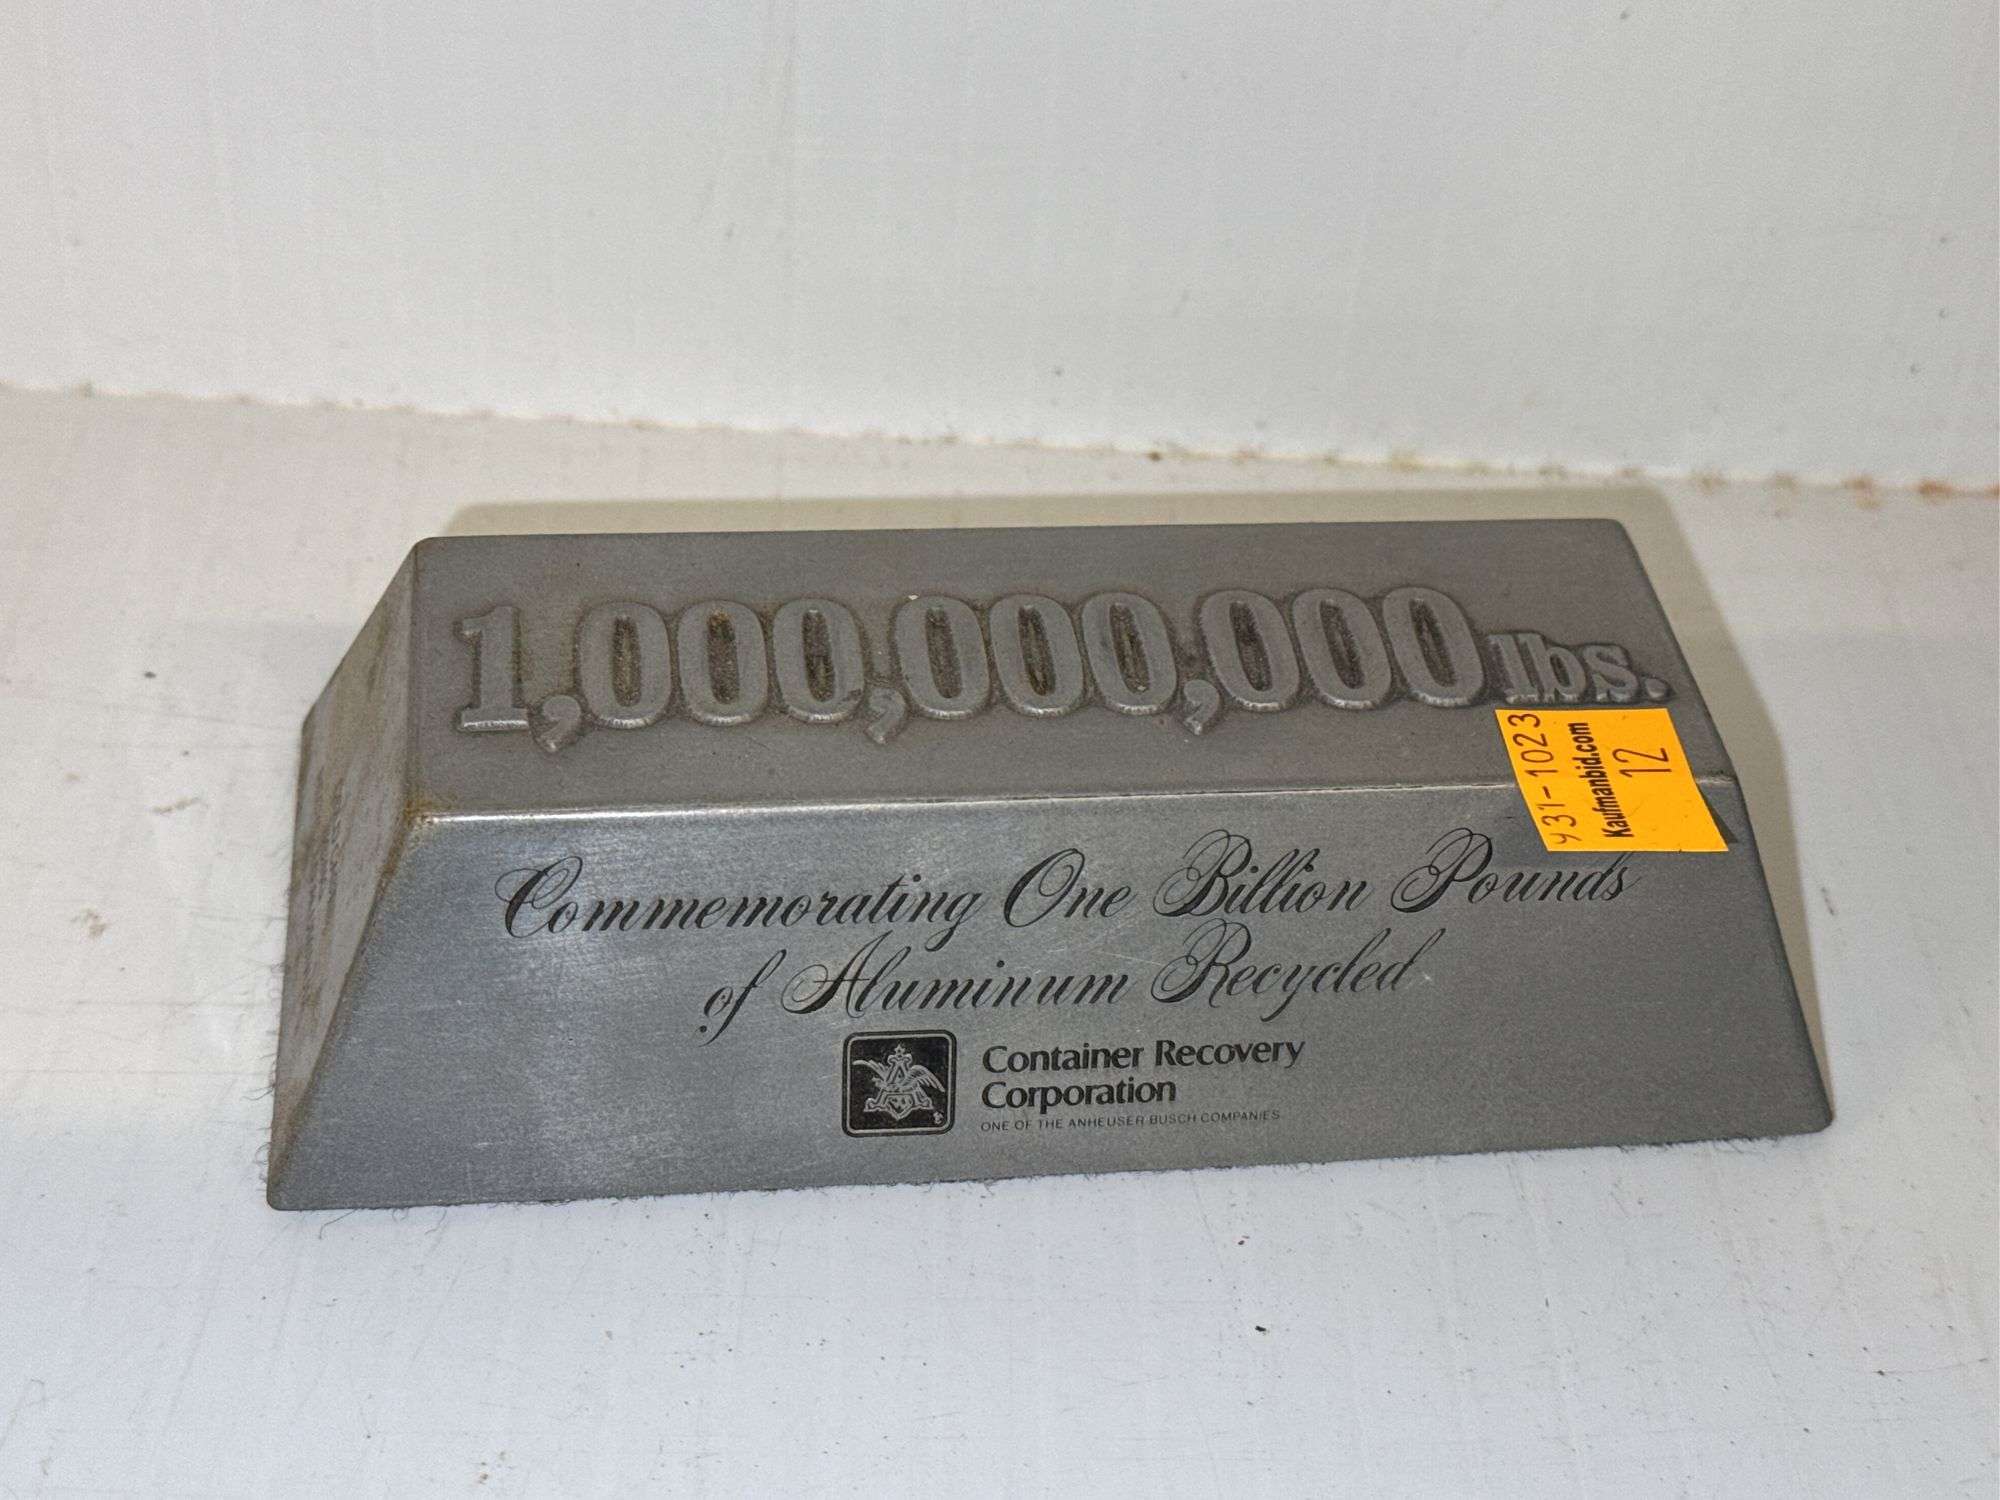 1,000,000,000 lbs.
931-1023
Kaufmanbid.com
12
Commemorating One Billion Pounds
of Aluminum Recycled
Container Recovery
Corporation
ONE OF THE ANHEUSER BUSCH COMPANIES